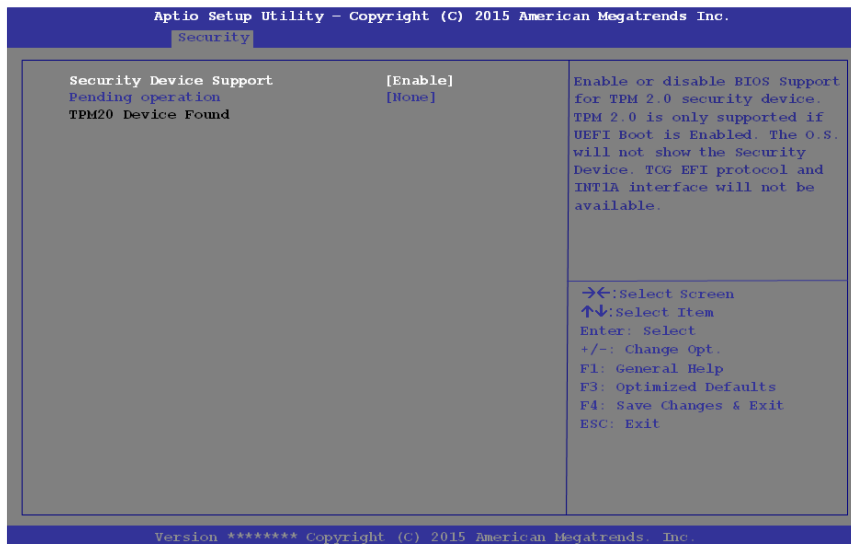 Aptio Setup Utility – Copyright (C) 2015 American Megatrends Inc.
Security
Security Device Support [Enable]
Pending operation [None]
TPM20 Device Found
Enable or disable BIOS Support
for TPM 2.0 security device.
TPM 2.0 is only supported if
UEFI Boot is Enabled. The O.S.
will not show the Security
Device. TCG EFI protocol and
INT1A interface will not be
available.
→←:Select Screen
↑↓:Select Item
Enter: Select
+/-: Change Opt.
F1: General Help
F3: Optimized Defaults
F4: Save Changes & Exit
ESC: Exit
Version ******** Copyright (C) 2015 American Megatrends. Inc.